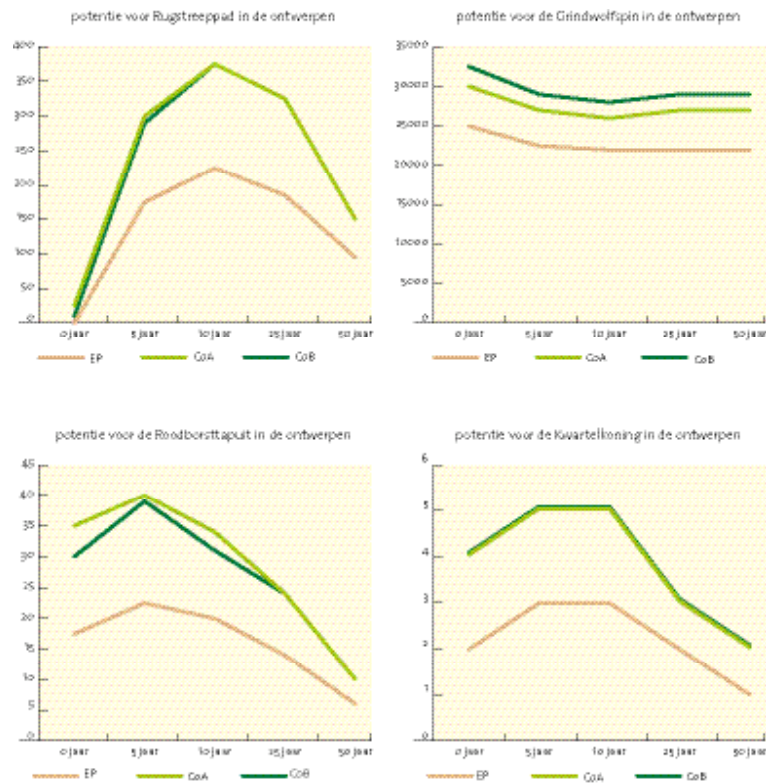 potentie voor Rugstreeppad in de ontwerpen
400
350
300
250
200
150
100
50
0
0 jaar 5 jaar 10 jaar 25 jaar 50 jaar
EP CoA CoB
potentie voor de Grindwolfspin in de ontwerpen
35000
30000
25000
20000
15000
10000
5000
0
0 jaar 5 jaar 10 jaar 25 jaar 50 jaar
EP CoA CoB
potentie voor de Roodborsttapuit in de ontwerpen
45
40
35
30
25
20
15
10
5
0
0 jaar 5 jaar 10 jaar 25 jaar 50 jaar
EP CoA CoB
potentie voor de Kwartelkoning in de ontwerpen
6
5
4
3
2
1
0
0 jaar 5 jaar 10 jaar 25 jaar 50 jaar
EP CoA CoB